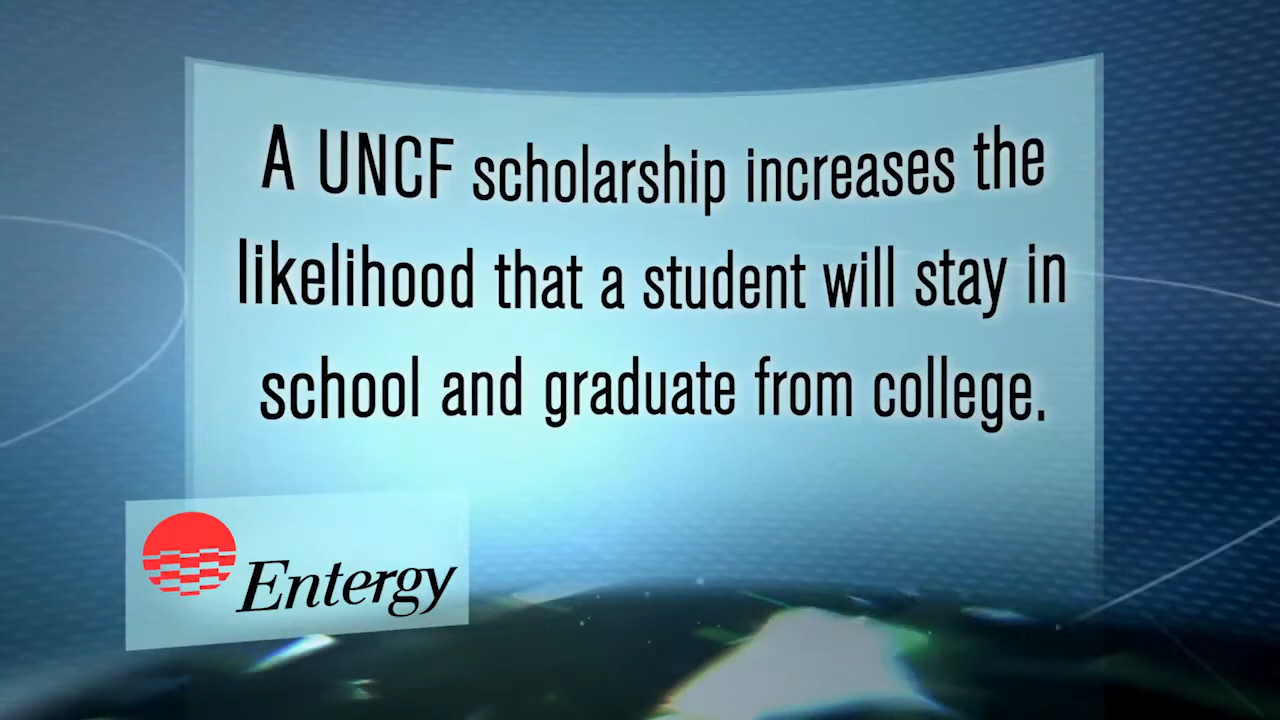 A UNCF scholarship increases the
likelihood that a student will stay in
school and graduate from college.
Entergy